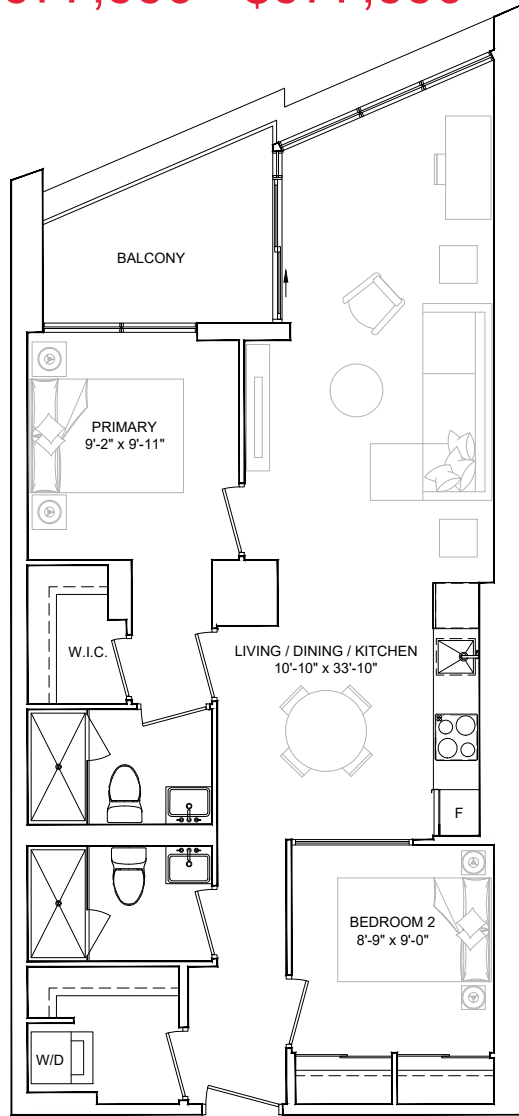 BALCONY
PRIMARY
9'-2" x 9'-11"
W.I.C.
LIVING / DINING / KITCHEN
10'-10" x 33'-10"
F
BEDROOM 2
8'-9" x 9'-0"
W/D